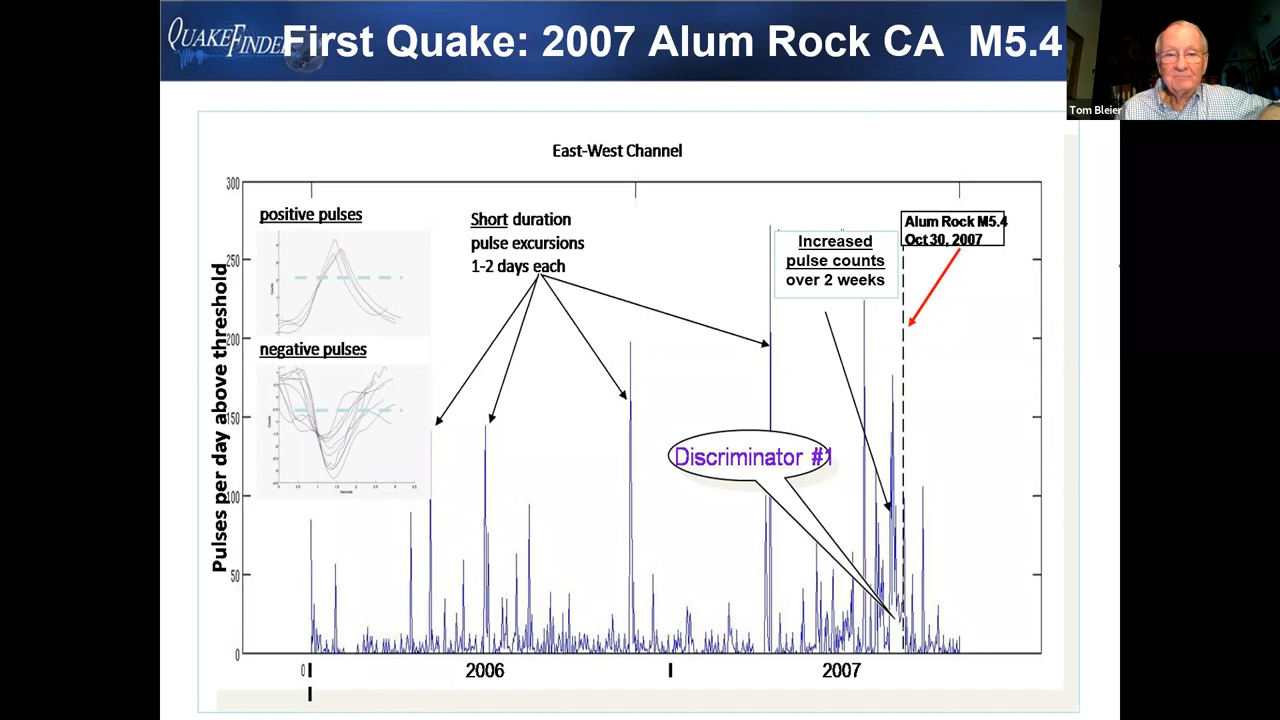 QUAKEFINDER
First Quake: 2007 Alum Rock CA M5.4
Tom Bleier
East-West Channel
300
250
200
150
100
50
0
Pulses per day above threshold
positive pulses
negative pulses
Short duration
pulse excursions
1-2 days each
Increased
pulse counts
over 2 weeks
Alum Rock M5.4
Oct 30, 2007
Discriminator #1
0
2006
2007